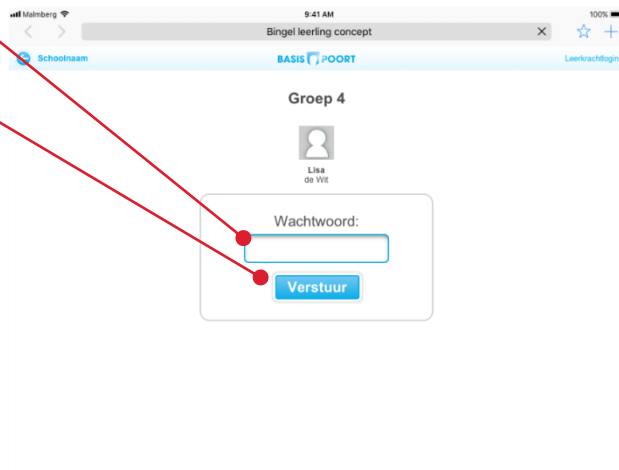 Malmberg 9:41 AM 100%
Bingel leerling concept
Schoolnaam BASIS POORT Leerkrachtlogin
Groep 4
Lisa
de Wit
Wachtwoord:
Verstuur